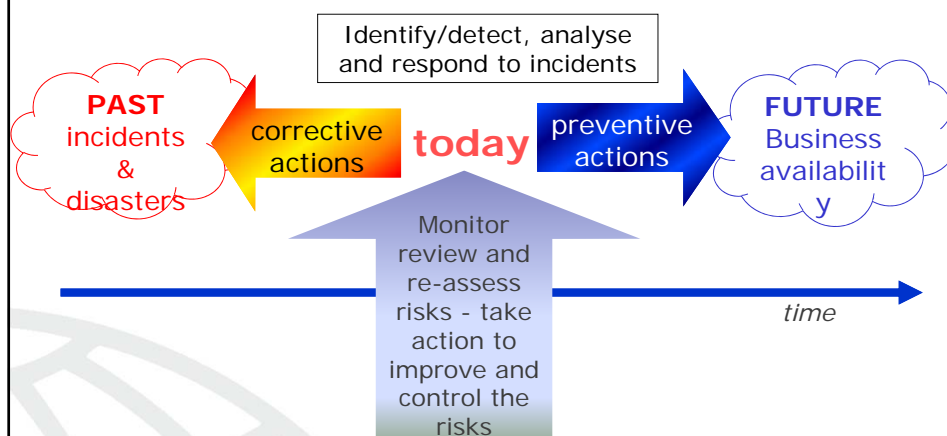 Identify/detect, analyse
and respond to incidents
PAST
incidents
&
disasters
corrective
actions
today
preventive
actions
FUTURE
Business
availabilit
y
Monitor
review and
re-assess
risks - take
action to
improve and
control the
risks
time